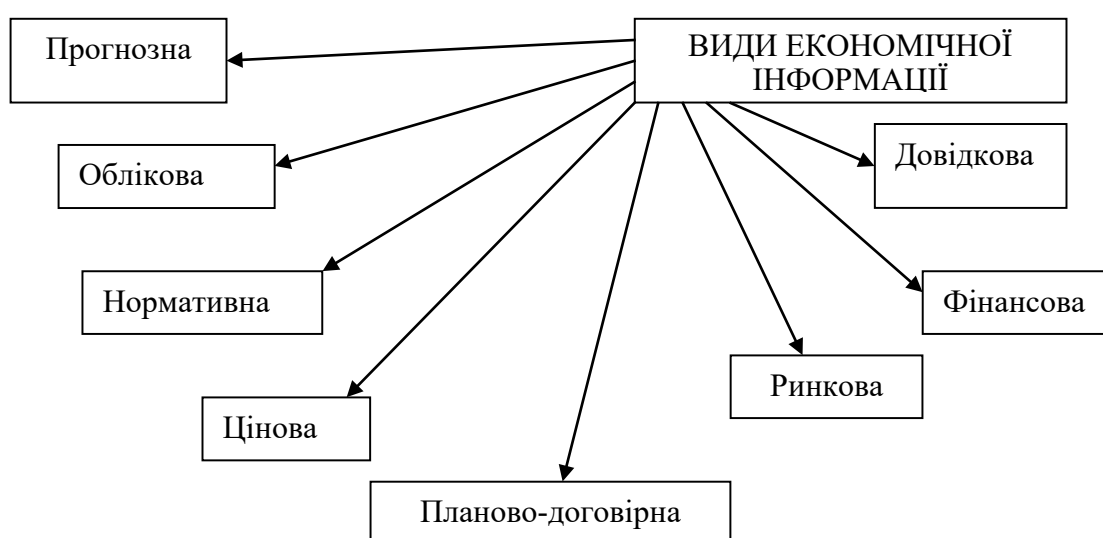 Прогнозна
ВИДИ ЕКОНОМІЧНОЇ
ІНФОРМАЦІЇ
Облікова
Довідкова
Нормативна
Фінансова
Ринкова
Цінова
Планово-договірна